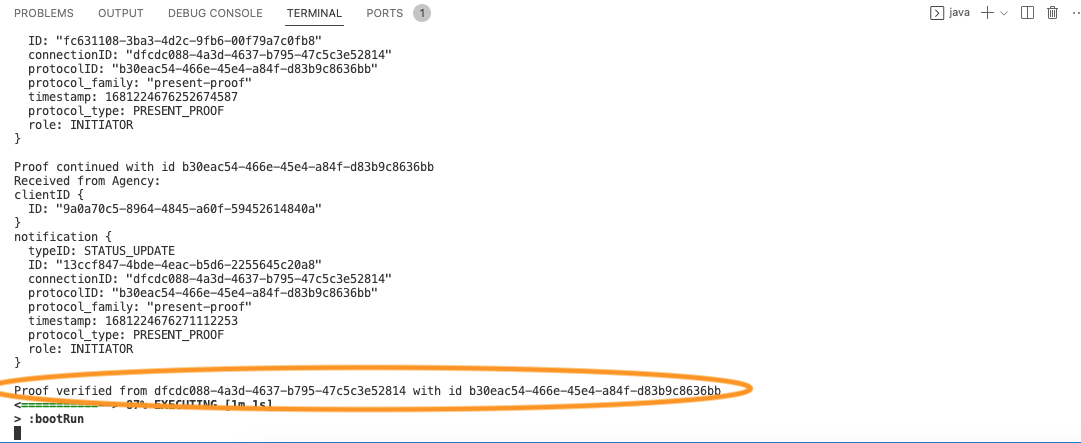 PROBLEMS OUTPUT DEBUG CONSOLE TERMINAL PORTS 1 java
ID: "fc631108-3ba3-4d2c-9fb6-00f79a7c0fb8"
connectionID: "dfcdc088-4a3d-4637-b795-47c5c3e52814"
protocolID: "b30eac54-466e-45e4-a84f-d83b9c8636bb"
protocol_family: "present-proof"
timestamp: 1681224676252674587
protocol_type: PRESENT_PROOF
role: INITIATOR
}
Proof continued with id b30eac54-466e-45e4-a84f-d83b9c8636bb
Received from Agency:
clientID {
ID: "9a0a70c5-8964-4845-a60f-59452614840a"
}
notification {
typeID: STATUS_UPDATE
ID: "13ccf847-4bde-4eac-b5d6-2255645c20a8"
connectionID: "dfcdc088-4a3d-4637-b795-47c5c3e52814"
protocolID: "b30eac54-466e-45e4-a84f-d83b9c8636bb"
protocol_family: "present-proof"
timestamp: 1681224676271112253
protocol_type: PRESENT_PROOF
role: INITIATOR
}
Proof verified from dfcdc088-4a3d-4637-b795-47c5c3e52814 with id b30eac54-466e-45e4-a84f-d83b9c8636bb
<===========--> 87% EXECUTING [1m 1s]
> :bootRun